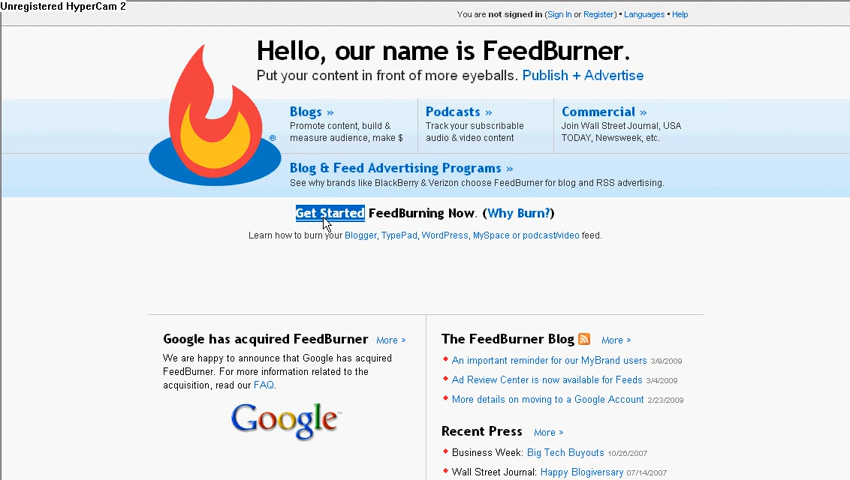 Unregistered HyperCam 2
You are not signed in (Sign In or Register) • Languages • Help
Hello, our name is FeedBurner.
Put your content in front of more eyeballs. Publish + Advertise
Blogs »
Promote content, build &
measure audience, make $
Podcasts »
Track your subscribable
audio & video content
Commercial »
Join Wall Street Journal, USA
TODAY, Newsweek, etc.
®
Blog & Feed Advertising Programs »
See why brands like BlackBerry & Verizon choose FeedBurner for blog and RSS advertising.
Get Started FeedBurning Now. (Why Burn?)
Learn how to burn your Blogger, TypePad, WordPress, MySpace or podcast/video feed.
Google has acquired FeedBurner More »
We are happy to announce that Google has acquired
FeedBurner. For more information related to the
acquisition, read our FAQ.
Google™
The FeedBurner Blog More »
An important reminder for our MyBrand users 3/9/2009
Ad Review Center is now available for Feeds 3/4/2009
More details on moving to a Google Account 2/23/2009
Recent Press More »
Business Week: Big Tech Buyouts 10/26/2007
Wall Street Journal: Happy Blogiversary 07/14/2007